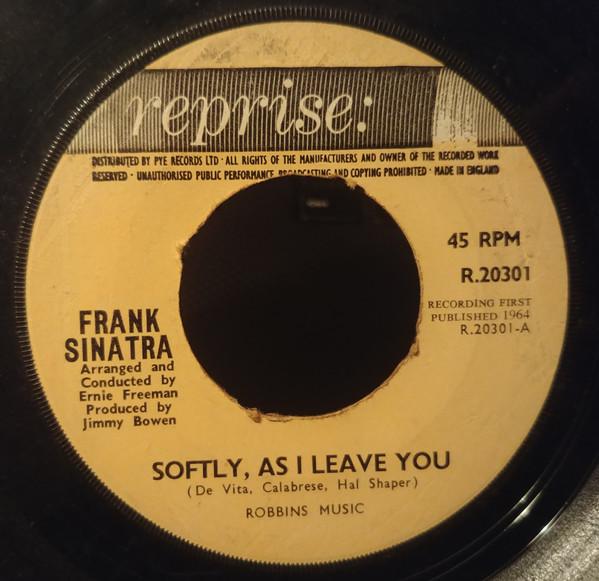 reprise:
DISTRIBUTED BY PYE RECORDS LTD · ALL RIGHTS OF THE MANUFACTURERS AND OWNER OF THE RECORDED WORK
RESERVED · UNAUTHORISED PUBLIC PERFORMANCE BROADCASTING AND COPYING PROHIBITED · MADE IN ENGLAND
45 RPM
R.20301
RECORDING FIRST
PUBLISHED 1964
R.20301-A
FRANK
SINATRA
Arranged and
Conducted by
Ernie Freeman
Produced by
Jimmy Bowen
SOFTLY, AS I LEAVE YOU
(De Vita, Calabrese, Hal Shaper)
ROBBINS MUSIC